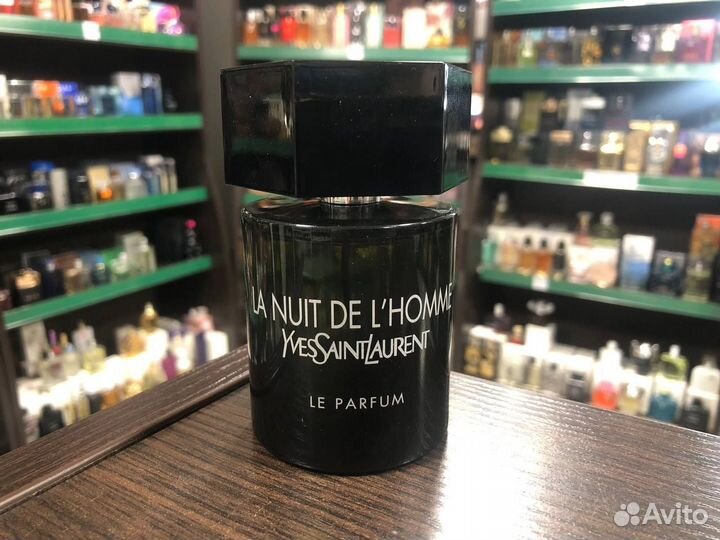 LA NUIT DE L'HOMME
YVESSAINTLAURENT
LE PARFUM
Avito